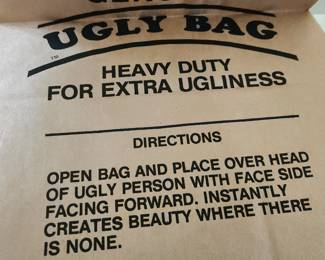 UGLY BAG
TM
HEAVY DUTY
FOR EXTRA UGLINESS
DIRECTIONS
OPEN BAG AND PLACE OVER HEAD
OF UGLY PERSON WITH FACE SIDE
FACING FORWARD. INSTANTLY
CREATES BEAUTY WHERE THERE
IS NONE.